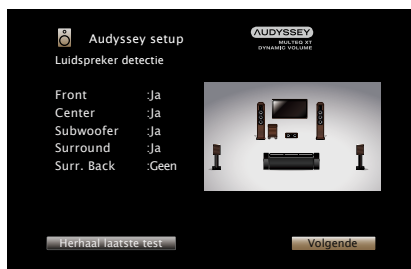 Audyssey setup
AUDYSSEY
MULTEQ XT
DYNAMIC VOLUME
Luidspreker detectie
Front :Ja
Center :Ja
Subwoofer :Ja
Surround :Ja
Surr. Back :Geen
Herhaal laatste test
Volgende